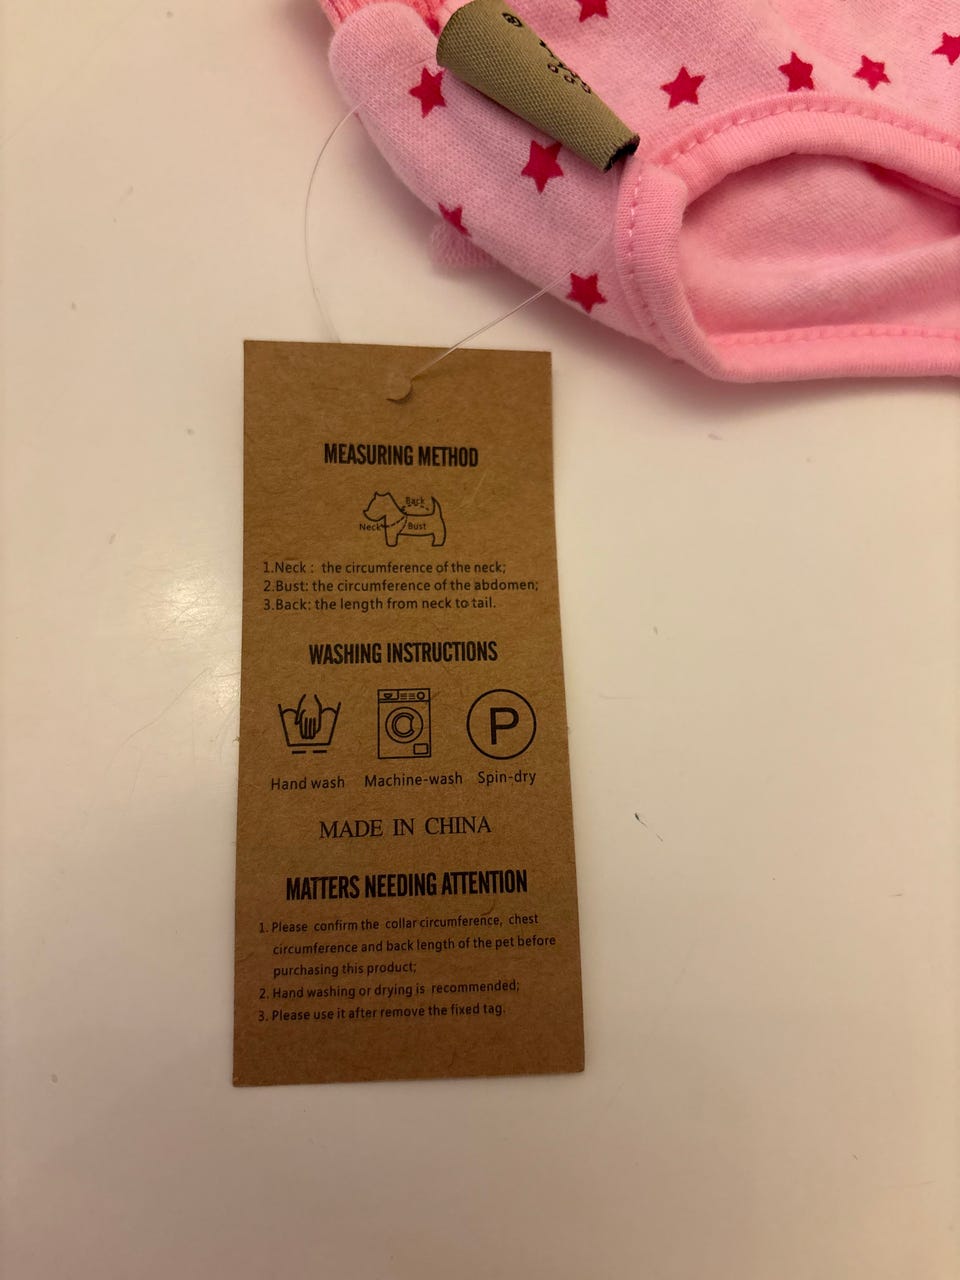 MEASURING METHOD
Back
Neck Bust
1.Neck : the circumference of the neck;
2.Bust: the circumference of the abdomen;
3.Back: the length from neck to tail.
WASHING INSTRUCTIONS
P
Hand wash Machine-wash Spin-dry
MADE IN CHINA
MATTERS NEEDING ATTENTION
1. Please confirm the collar circumference, chest
circumference and back length of the pet before
purchasing this product;
2. Hand washing or drying is recommended;
3. Please use it after remove the fixed tag.